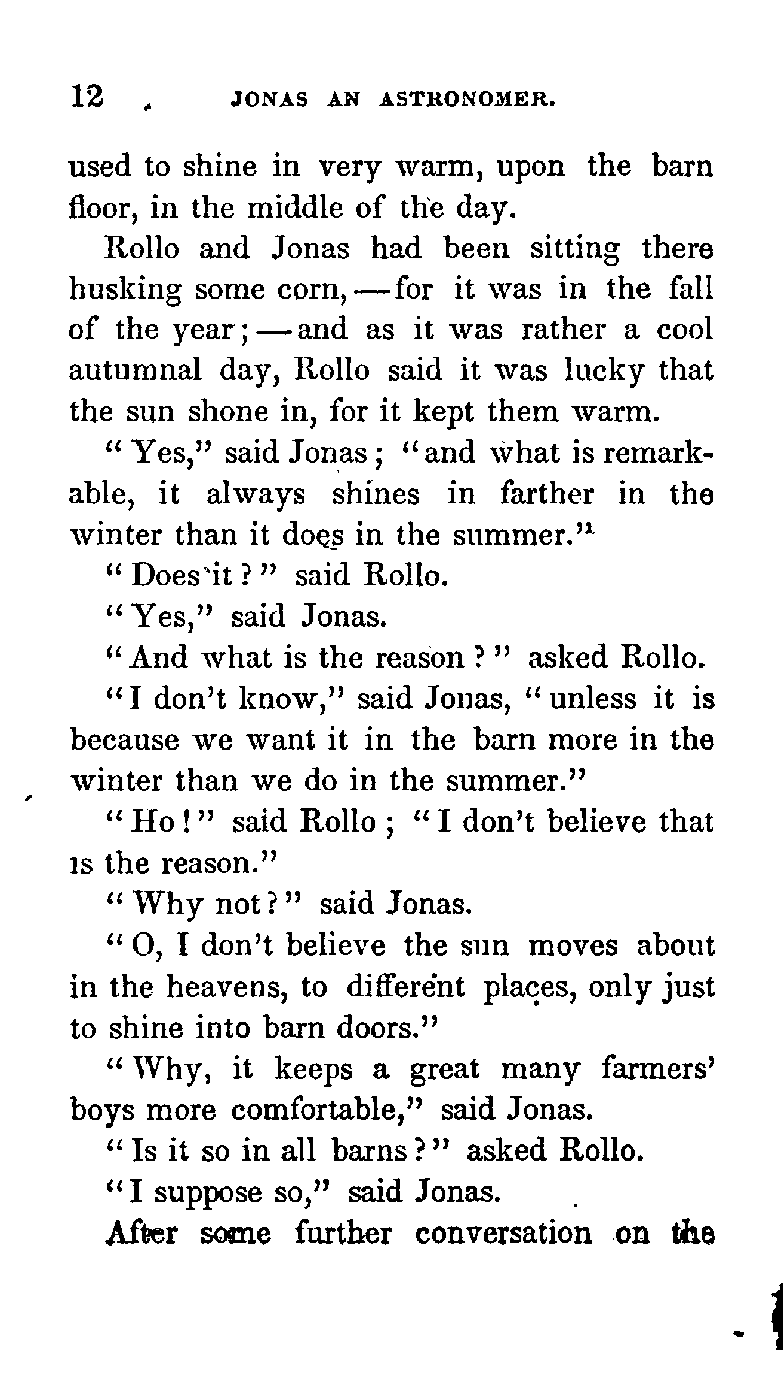 12 JONAS AN ASTRONOMER.
used to shine in very warm, upon the barn
floor, in the middle of the day.
Rollo and Jonas had been sitting there
husking some corn,—for it was in the fall
of the year;—and as it was rather a cool
autumnal day, Rollo said it was lucky that
the sun shone in, for it kept them warm.
“Yes,” said Jonas; “and what is remark-
able, it always shines in farther in the
winter than it does in the summer.”
“Does it?” said Rollo.
“Yes,” said Jonas.
“And what is the reason?” asked Rollo.
“I don’t know,” said Jonas, “unless it is
because we want it in the barn more in the
winter than we do in the summer.”
“Ho!” said Rollo; “I don’t believe that
is the reason.”
“Why not?” said Jonas.
“O, I don’t believe the sun moves about
in the heavens, to different places, only just
to shine into barn doors.”
“Why, it keeps a great many farmers’
boys more comfortable,” said Jonas.
“Is it so in all barns?” asked Rollo.
“I suppose so,” said Jonas.
After some further conversation on the